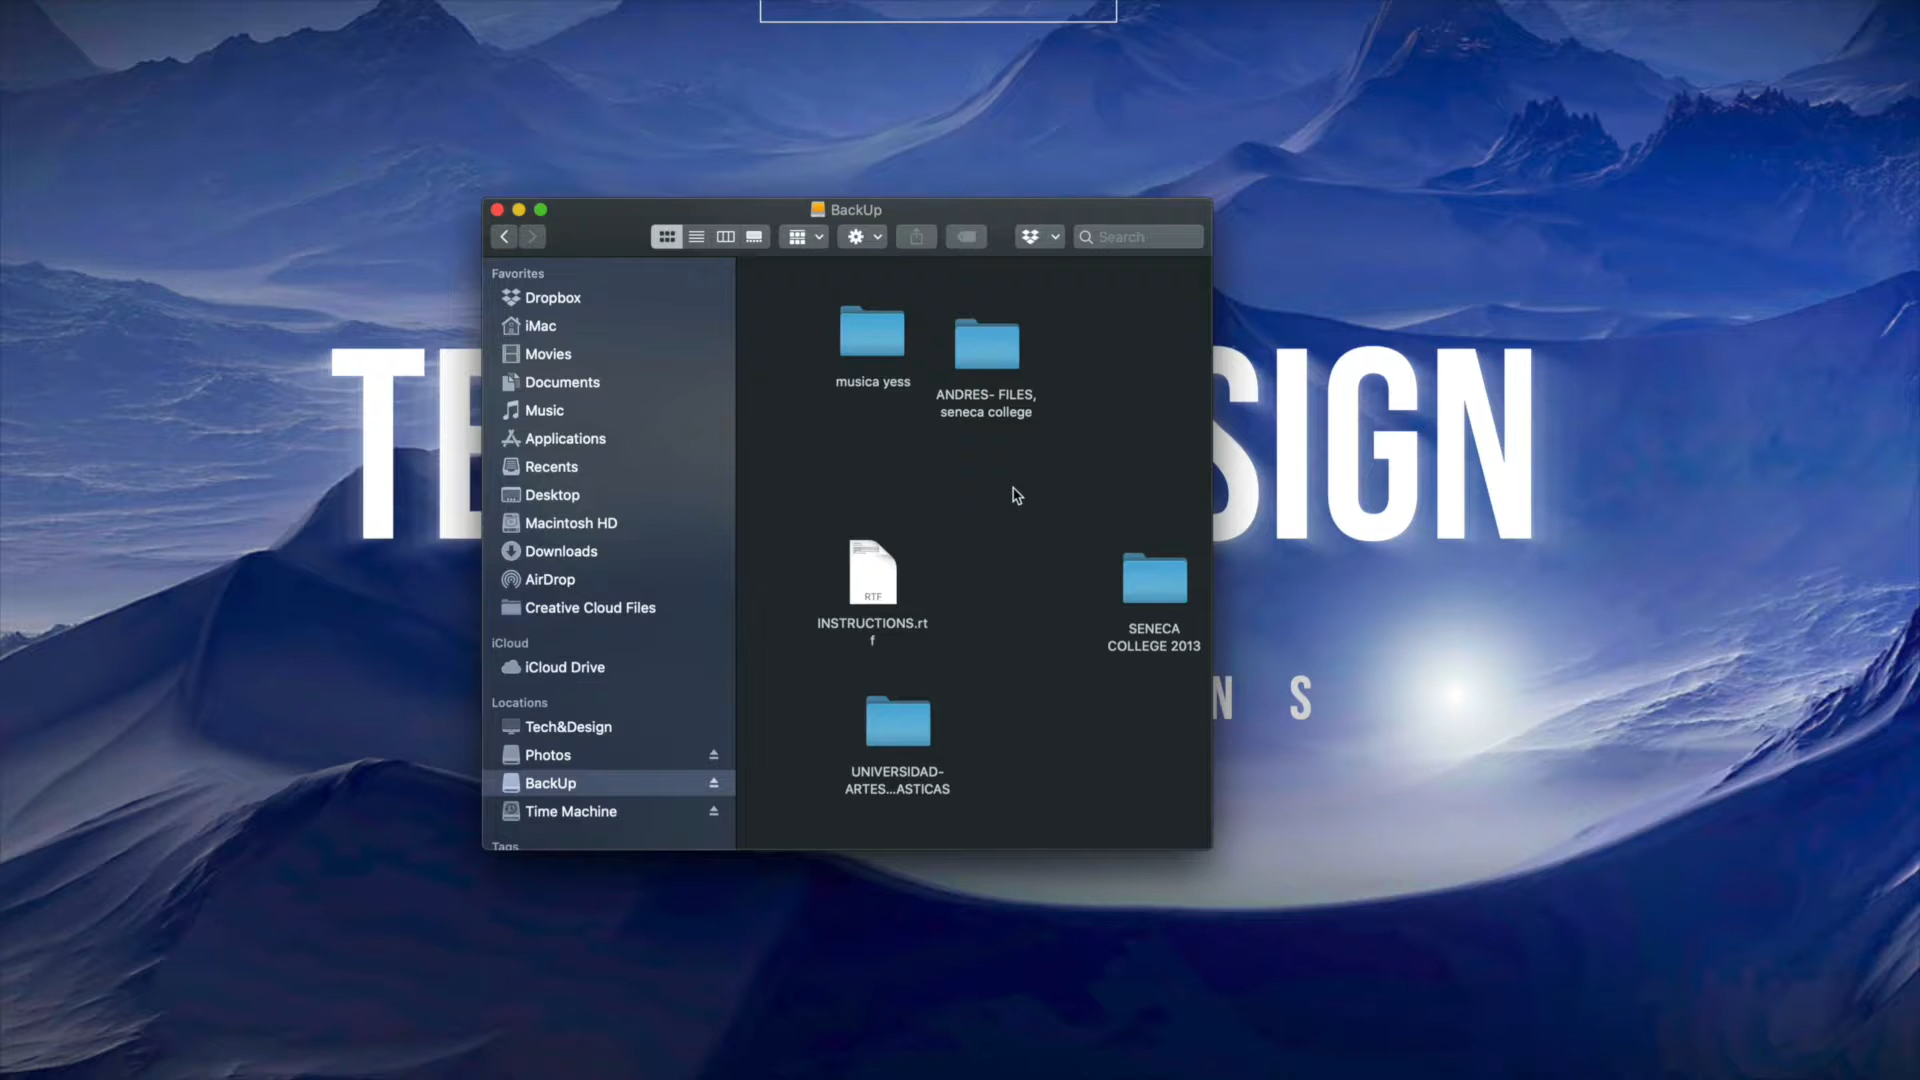 BackUp
Search
Favorites
Dropbox
iMac
Movies
Documents
Music
Applications
Recents
Desktop
Macintosh HD
Downloads
AirDrop
Creative Cloud Files
iCloud
iCloud Drive
Locations
Tech&Design
Photos
BackUp
Time Machine
Tags
musica yess
ANDRES- FILES,
seneca college
RTF
INSTRUCTIONS.rt
f
SENECA
COLLEGE 2013
UNIVERSIDAD-
ARTES...ASTICAS
TE
SIGN
N S